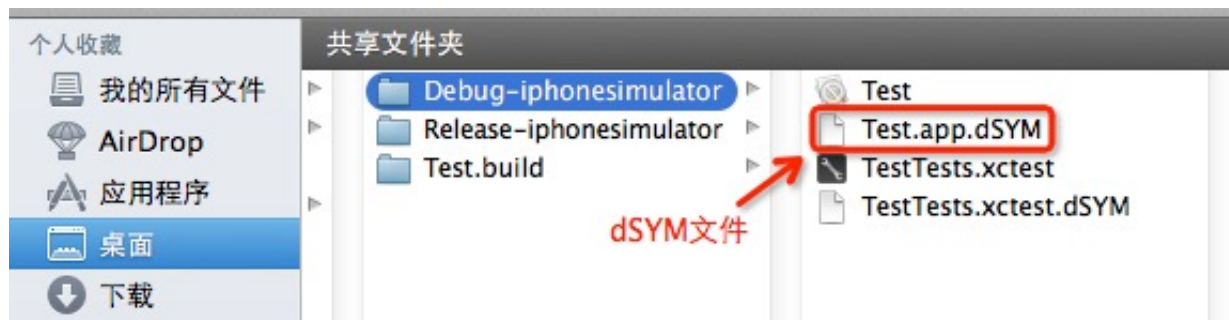 个人收藏
我的所有文件
AirDrop
应用程序
桌面
下载
共享文件夹
Debug-iphonesimulator
Release-iphonesimulator
Test.build
Test
Test.app.dSYM
TestTests.xctest
TestTests.xctest.dSYM
dSYM文件